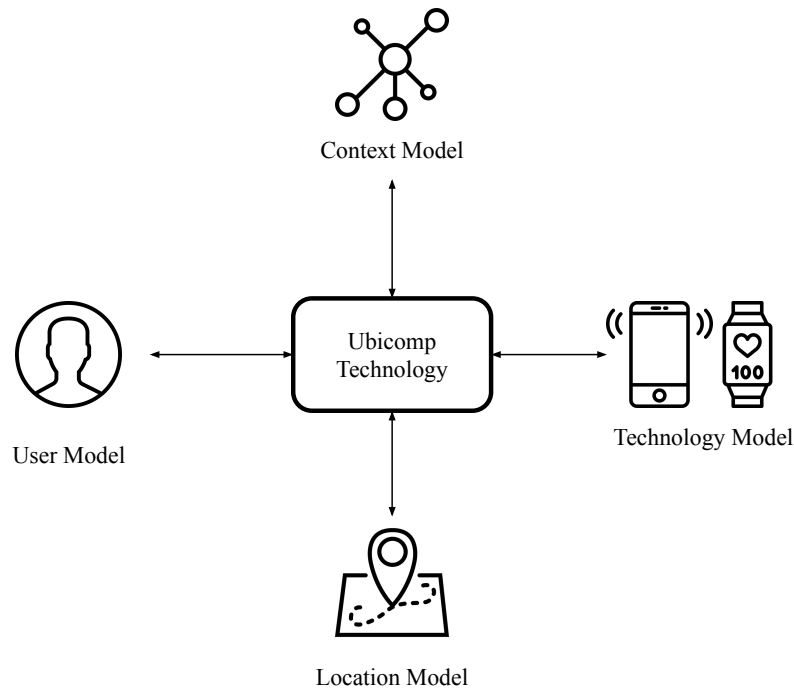 Context Model
Ubicomp
Technology
100
User Model
Technology Model
Location Model